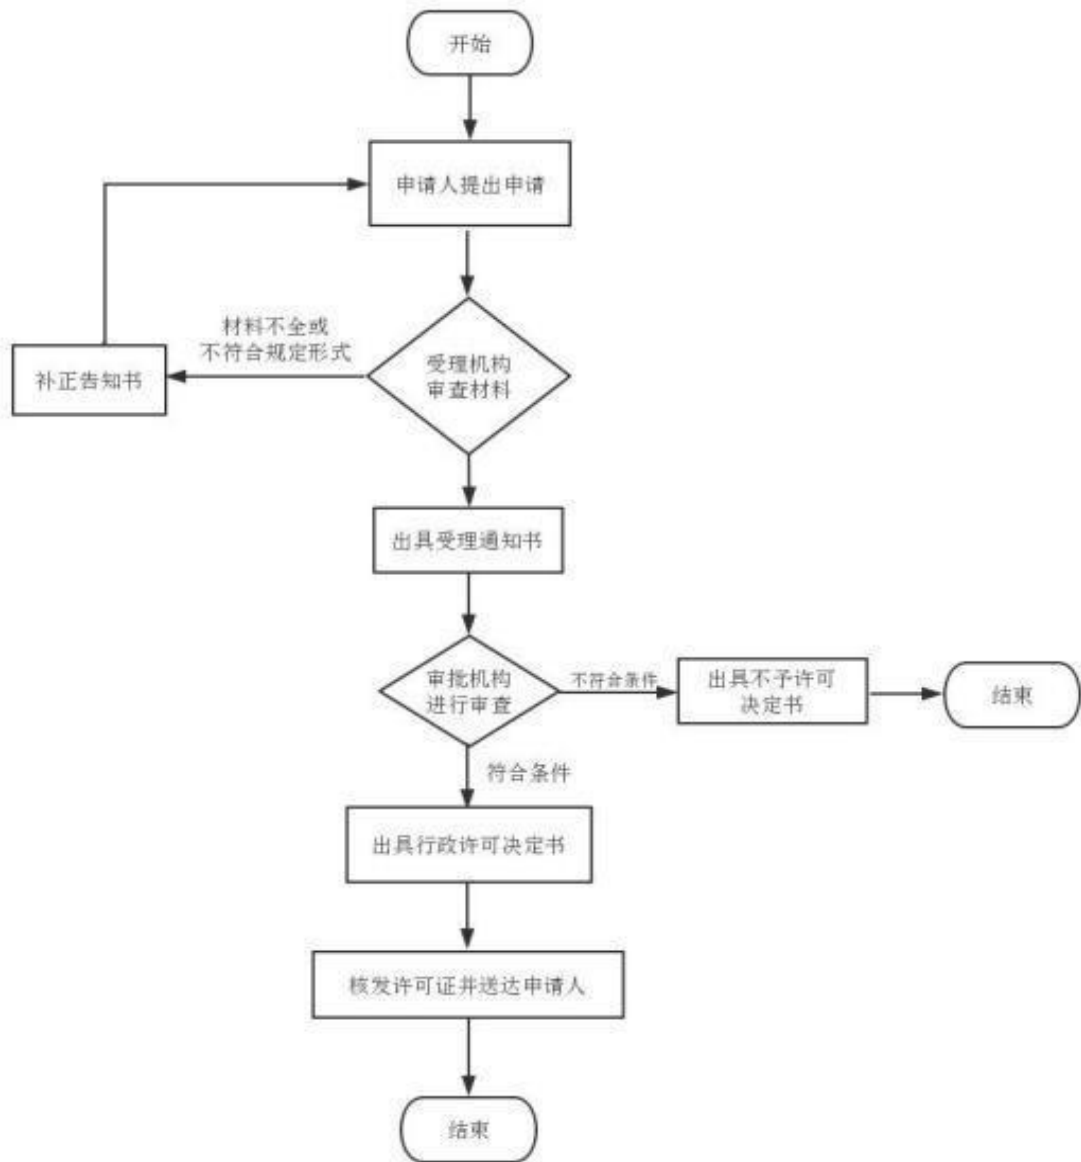 开始
申请人提出申请
材料不全或
不符合规定形式
补正告知书
受理机构
审查材料
出具受理通知书
审批机构
进行审查
不符合条件
出具不予许可
决定书
结束
符合条件
出具行政许可决定书
核发许可证并送达申请人
结束